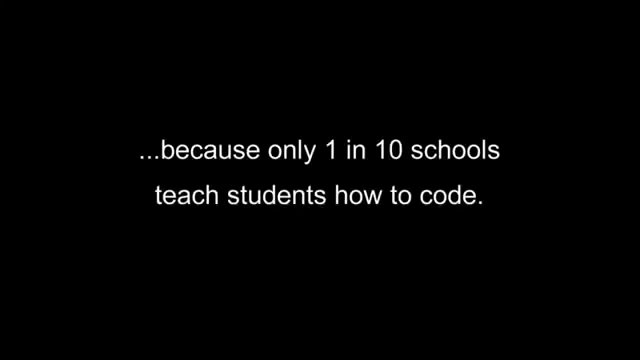 ...because only 1 in 10 schools
teach students how to code.